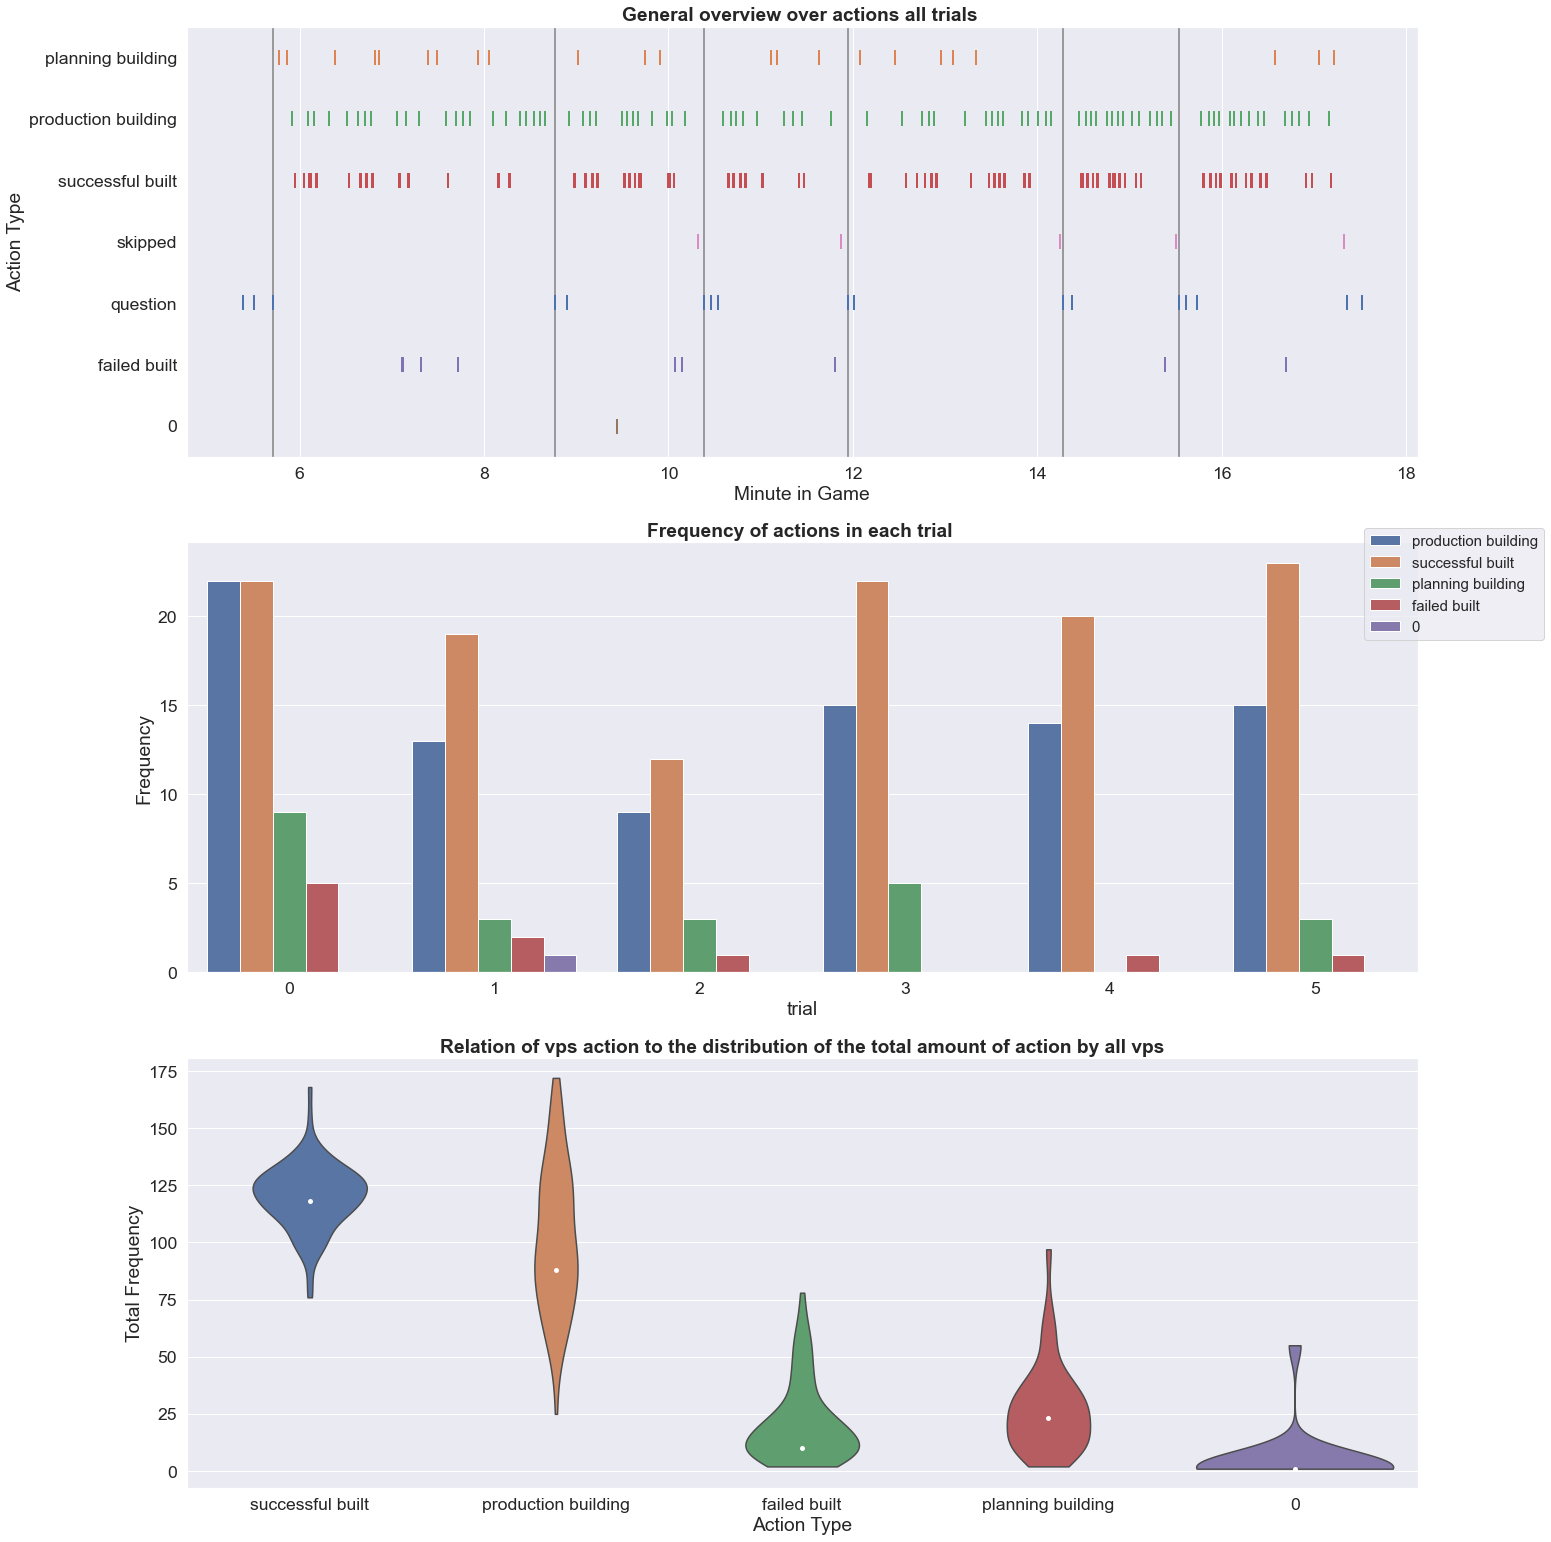 General overview over actions all trials
planning building
production building
successful built
skipped
question
failed built
0
Action Type
6 8 10 12 14 16 18
Minute in Game
Frequency of actions in each trial
production building
successful built
planning building
failed built
0
20
15
10
5
0
Frequency
0 1 2 3 4 5
trial
Relation of vps action to the distribution of the total amount of action by all vps
175
150
125
100
75
50
25
0
Total Frequency
successful built production building failed built planning building 0
Action Type